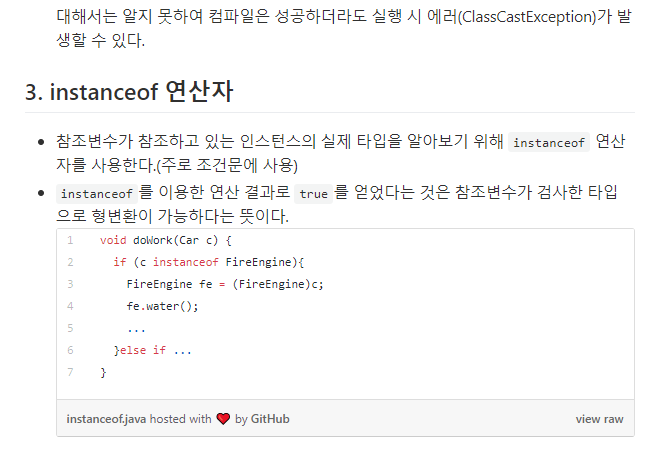 대해서는 알지 못하여 컴파일은 성공하더라도 실행 시 에러(ClassCastException)가 발
생할 수 있다.
3. instanceof 연산자
참조변수가 참조하고 있는 인스턴스의 실제 타입을 알아보기 위해 instanceof 연산
자를 사용한다.(주로 조건문에 사용)
instanceof 를 이용한 연산 결과로 true 를 얻었다는 것은 참조변수가 검사한 타입
으로 형변환이 가능하다는 뜻이다.
1 void doWork(Car c) {
2 if (c instanceof FireEngine){
3 FireEngine fe = (FireEngine)c;
4 fe.water();
5 ...
6 }else if ...
7 }
instanceof.java hosted with ❤ by GitHub view raw